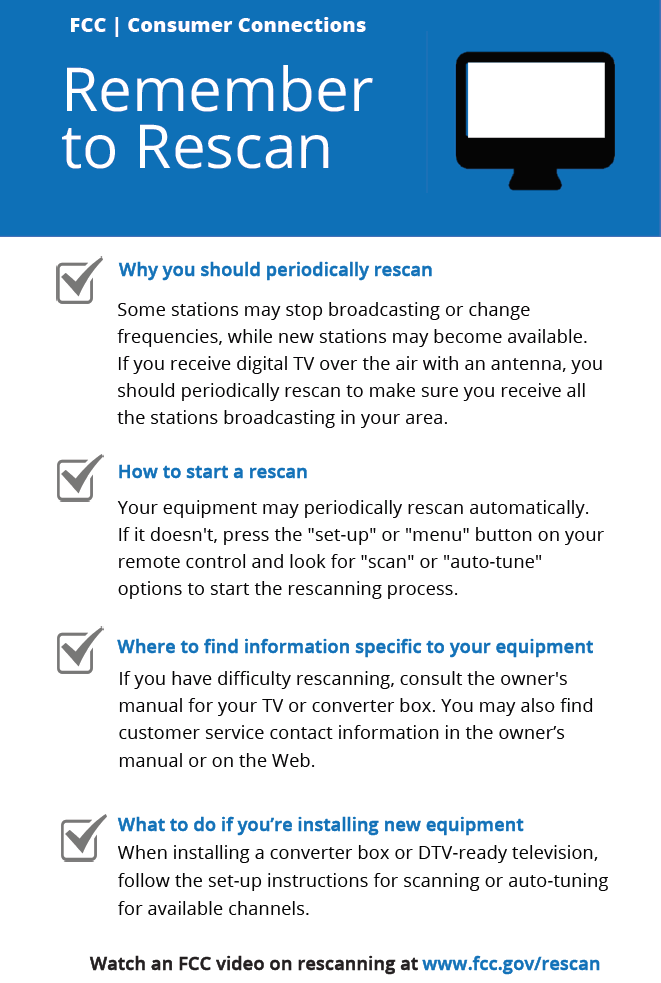 FCC | Consumer Connections
Remember
to Rescan
Why you should periodically rescan
Some stations may stop broadcasting or change
frequencies, while new stations may become available.
If you receive digital TV over the air with an antenna, you
should periodically rescan to make sure you receive all
the stations broadcasting in your area.
How to start a rescan
Your equipment may periodically rescan automatically.
If it doesn't, press the "set-up" or "menu" button on your
remote control and look for "scan" or "auto-tune"
options to start the rescanning process.
Where to find information specific to your equipment
If you have difficulty rescanning, consult the owner's
manual for your TV or converter box. You may also find
customer service contact information in the owner’s
manual or on the Web.
What to do if you’re installing new equipment
When installing a converter box or DTV-ready television,
follow the set-up instructions for scanning or auto-tuning
for available channels.
Watch an FCC video on rescanning at www.fcc.gov/rescan